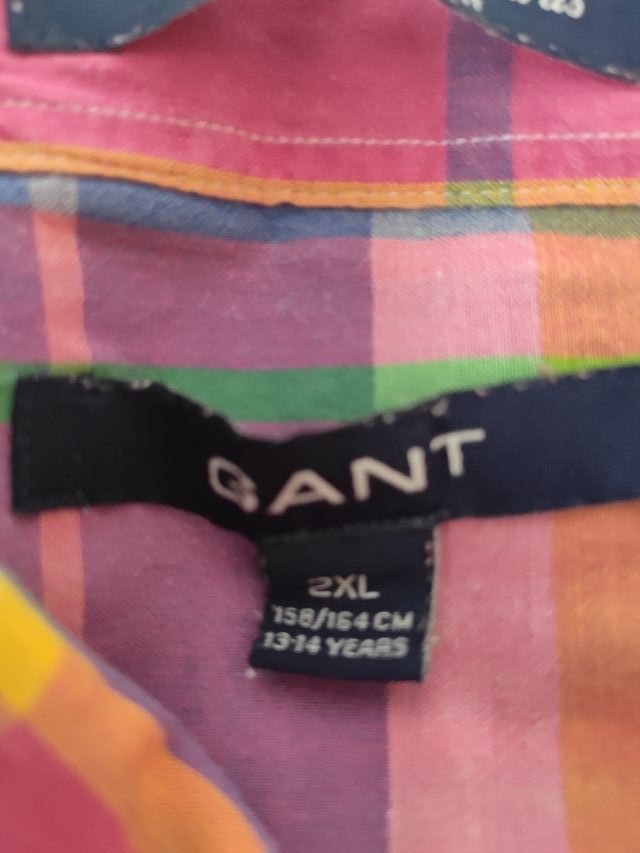 GANT
2XL
158/164 CM
13-14 YEARS